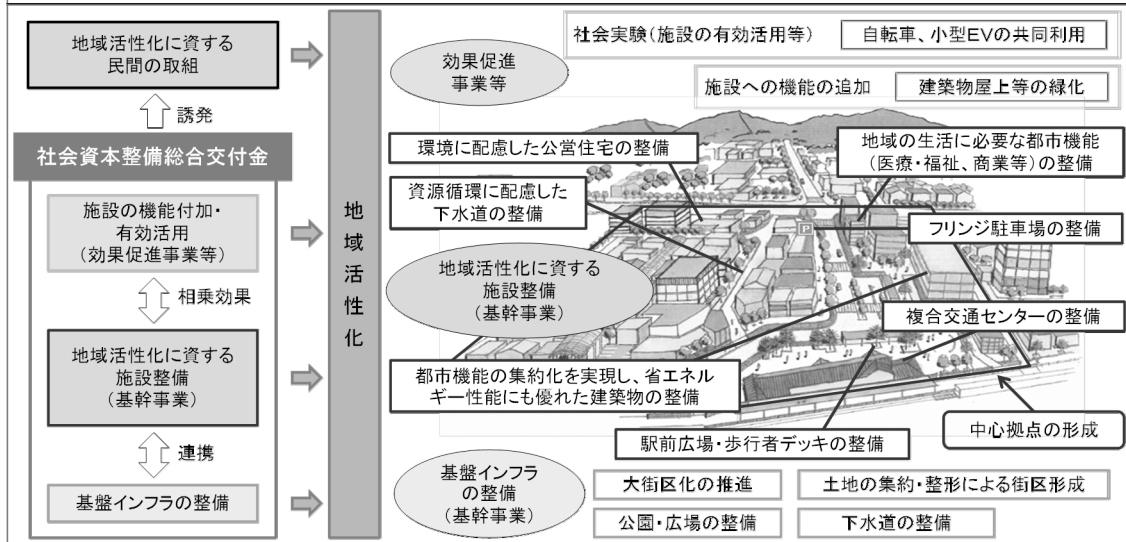 地域活性化に資する
民間の取組
誘発
社会資本整備総合交付金
施設の機能付加・
有効活用
(効果促進事業等)
相乗効果
地域活性化に資する
施設整備
(基幹事業)
連携
基盤インフラの整備
地域活性化
効果促進
事業等
社会実験(施設の有効活用等)
自転車、小型EVの共同利用
施設への機能の追加
建築物屋上等の緑化
環境に配慮した公営住宅の整備
地域の生活に必要な都市機能
(医療・福祉、商業等)の整備
資源循環に配慮した
下水道の整備
P
フリンジ駐車場の整備
地域活性化に資する
施設整備
(基幹事業)
複合交通センターの整備
都市機能の集約化を実現し、省エネル
ギー性能にも優れた建築物の整備
中心拠点の形成
駅前広場・歩行者デッキの整備
基盤インフラ
の整備
(基幹事業)
大街区化の推進
土地の集約・整形による街区形成
公園・広場の整備
下水道の整備